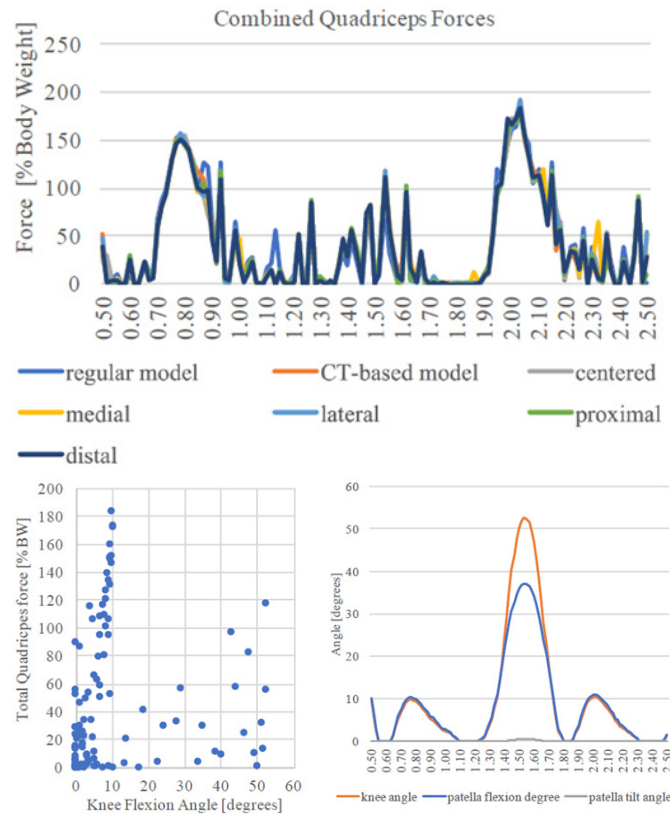 Combined Quadriceps Forces
Force [% Body Weight]
250
200
150
100
50
0
0.50 0.60 0.70 0.80 0.90 1.00 1.10 1.20 1.30 1.40 1.50 1.60 1.70 1.80 1.90 2.00 2.10 2.20 2.30 2.40 2.50
regular model CT-based model centered
medial lateral proximal
distal
Total Quadricpes force [% BW]
200
180
160
140
120
100
80
60
40
20
0
0 10 20 30 40 50 60
Knee Flexion Angle [degrees]
Angle [degrees]
60
50
40
30
20
10
0
0.50 0.60 0.70 0.80 0.90 1.00 1.10 1.20 1.30 1.40 1.50 1.60 1.70 1.80 1.90 2.00 2.10 2.20 2.30 2.40 2.50
knee angle patella flexion degree patella tilt angle